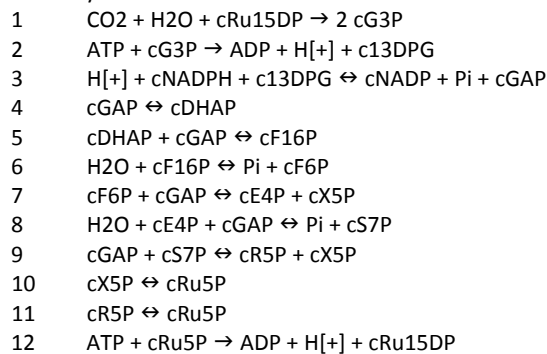 1 CO2 + H2O + cRu15DP → 2 cG3P
2 ATP + cG3P → ADP + H[+] + c13DPG
3 H[+] + cNADPH + c13DPG ↔ cNADP + Pi + cGAP
4 cGAP ↔ cDHAP
5 cDHAP + cGAP ↔ cF16P
6 H2O + cF16P ↔ Pi + cF6P
7 cF6P + cGAP ↔ cE4P + cX5P
8 H2O + cE4P + cGAP ↔ Pi + cS7P
9 cGAP + cS7P ↔ cR5P + cX5P
10 cX5P ↔ cRu5P
11 cR5P ↔ cRu5P
12 ATP + cRu5P → ADP + H[+] + cRu15DP